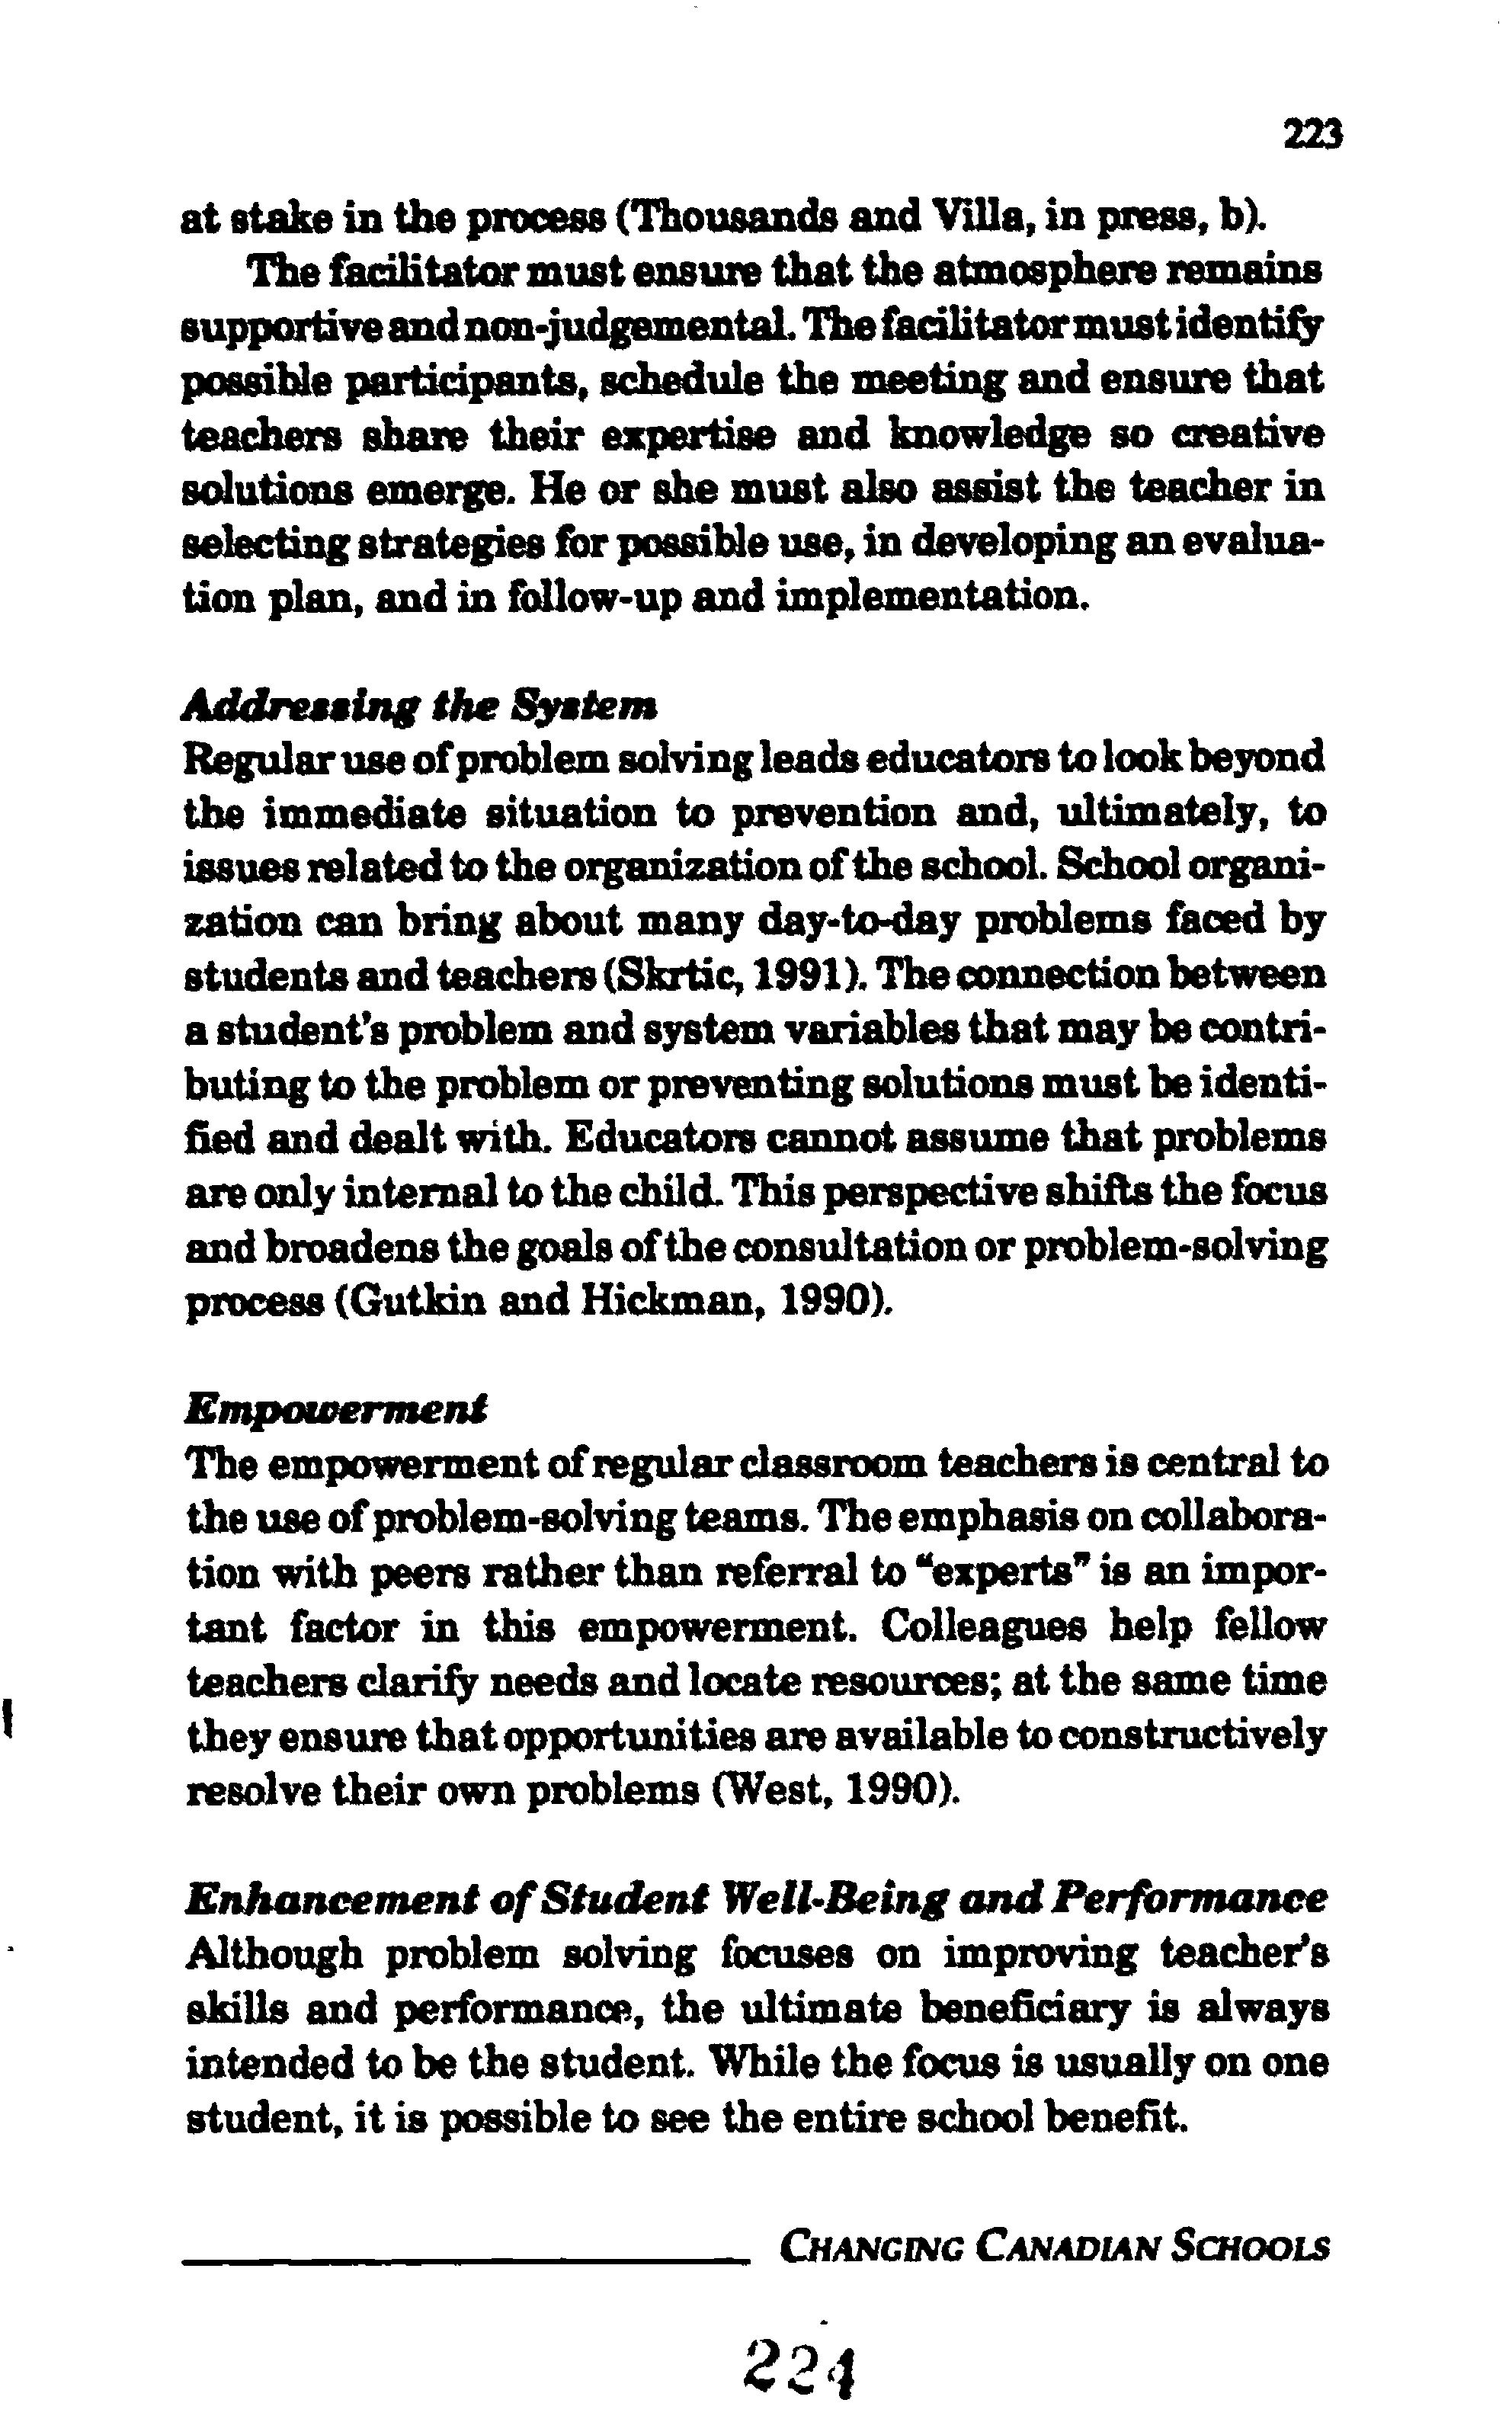 223
at stake in the process (Thousands and Villa, in press, b).
The facilitator must ensure that the atmosphere remains
supportive and non-judgemental. The facilitator must identify
possible participants, schedule the meeting and ensure that
teachers share their expertise and knowledge so creative
solutions emerge. He or she must also assist the teacher in
selecting strategies for possible use, in developing an evalua-
tion plan, and in follow-up and implementation.
Addressing the System
Regular use of problem solving leads educators to look beyond
the immediate situation to prevention and, ultimately, to
issues related to the organization of the school. School organi-
zation can bring about many day-to-day problems faced by
students and teachers (Skrtic, 1991). The connection between
a student's problem and system variables that may be contri-
buting to the problem or preventing solutions must be identi-
fied and dealt with. Educators cannot assume that problems
are only internal to the child. This perspective shifts the focus
and broadens the goals of the consultation or problem-solving
process (Gutkin and Hickman, 1990).
Empowerment
The empowerment of regular classroom teachers is central to
the use of problem-solving teams. The emphasis on collabora-
tion with peers rather than referral to "experts" is an impor-
tant factor in this empowerment. Colleagues help fellow
teachers clarify needs and locate resources; at the same time
they ensure that opportunities are available to constructively
resolve their own problems (West, 1990).
Enhancement of Student Well-Being and Performance
Although problem solving focuses on improving teacher's
skills and performance, the ultimate beneficiary is always
intended to be the student. While the focus is usually on one
student, it is possible to see the entire school benefit.
CHANGING CANADIAN SCHOOLS
224